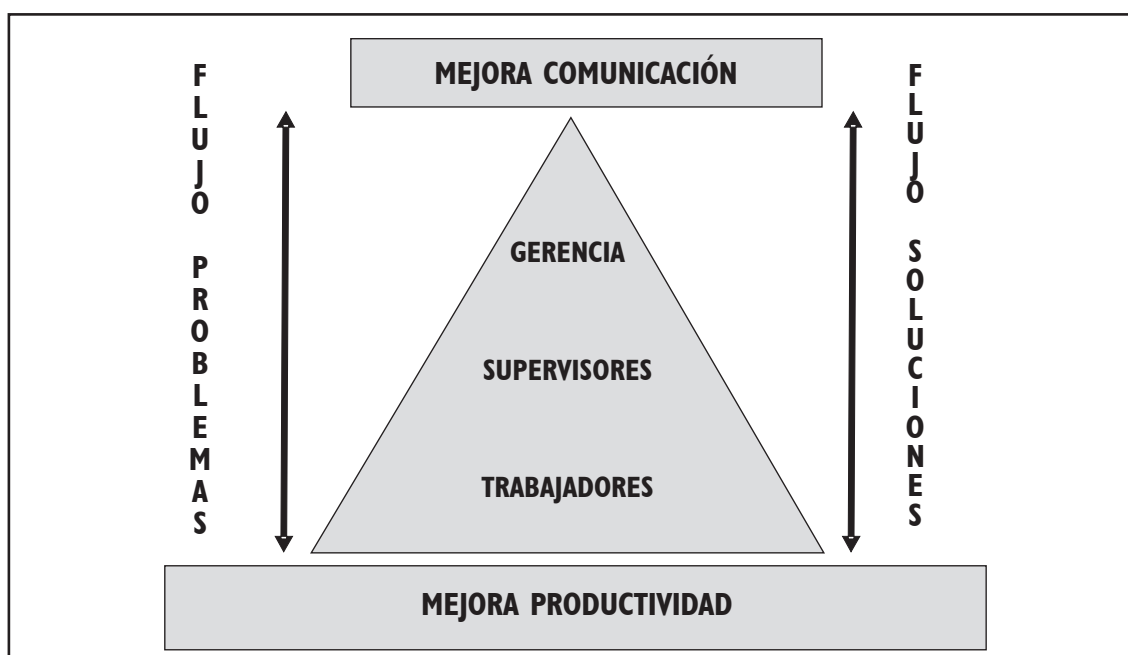 MEJORA COMUNICACIÓN
FLUJO PROBLEMAS
FLUJO SOLUCIONES
GERENCIA
SUPERVISORES
TRABAJADORES
MEJORA PRODUCTIVIDAD